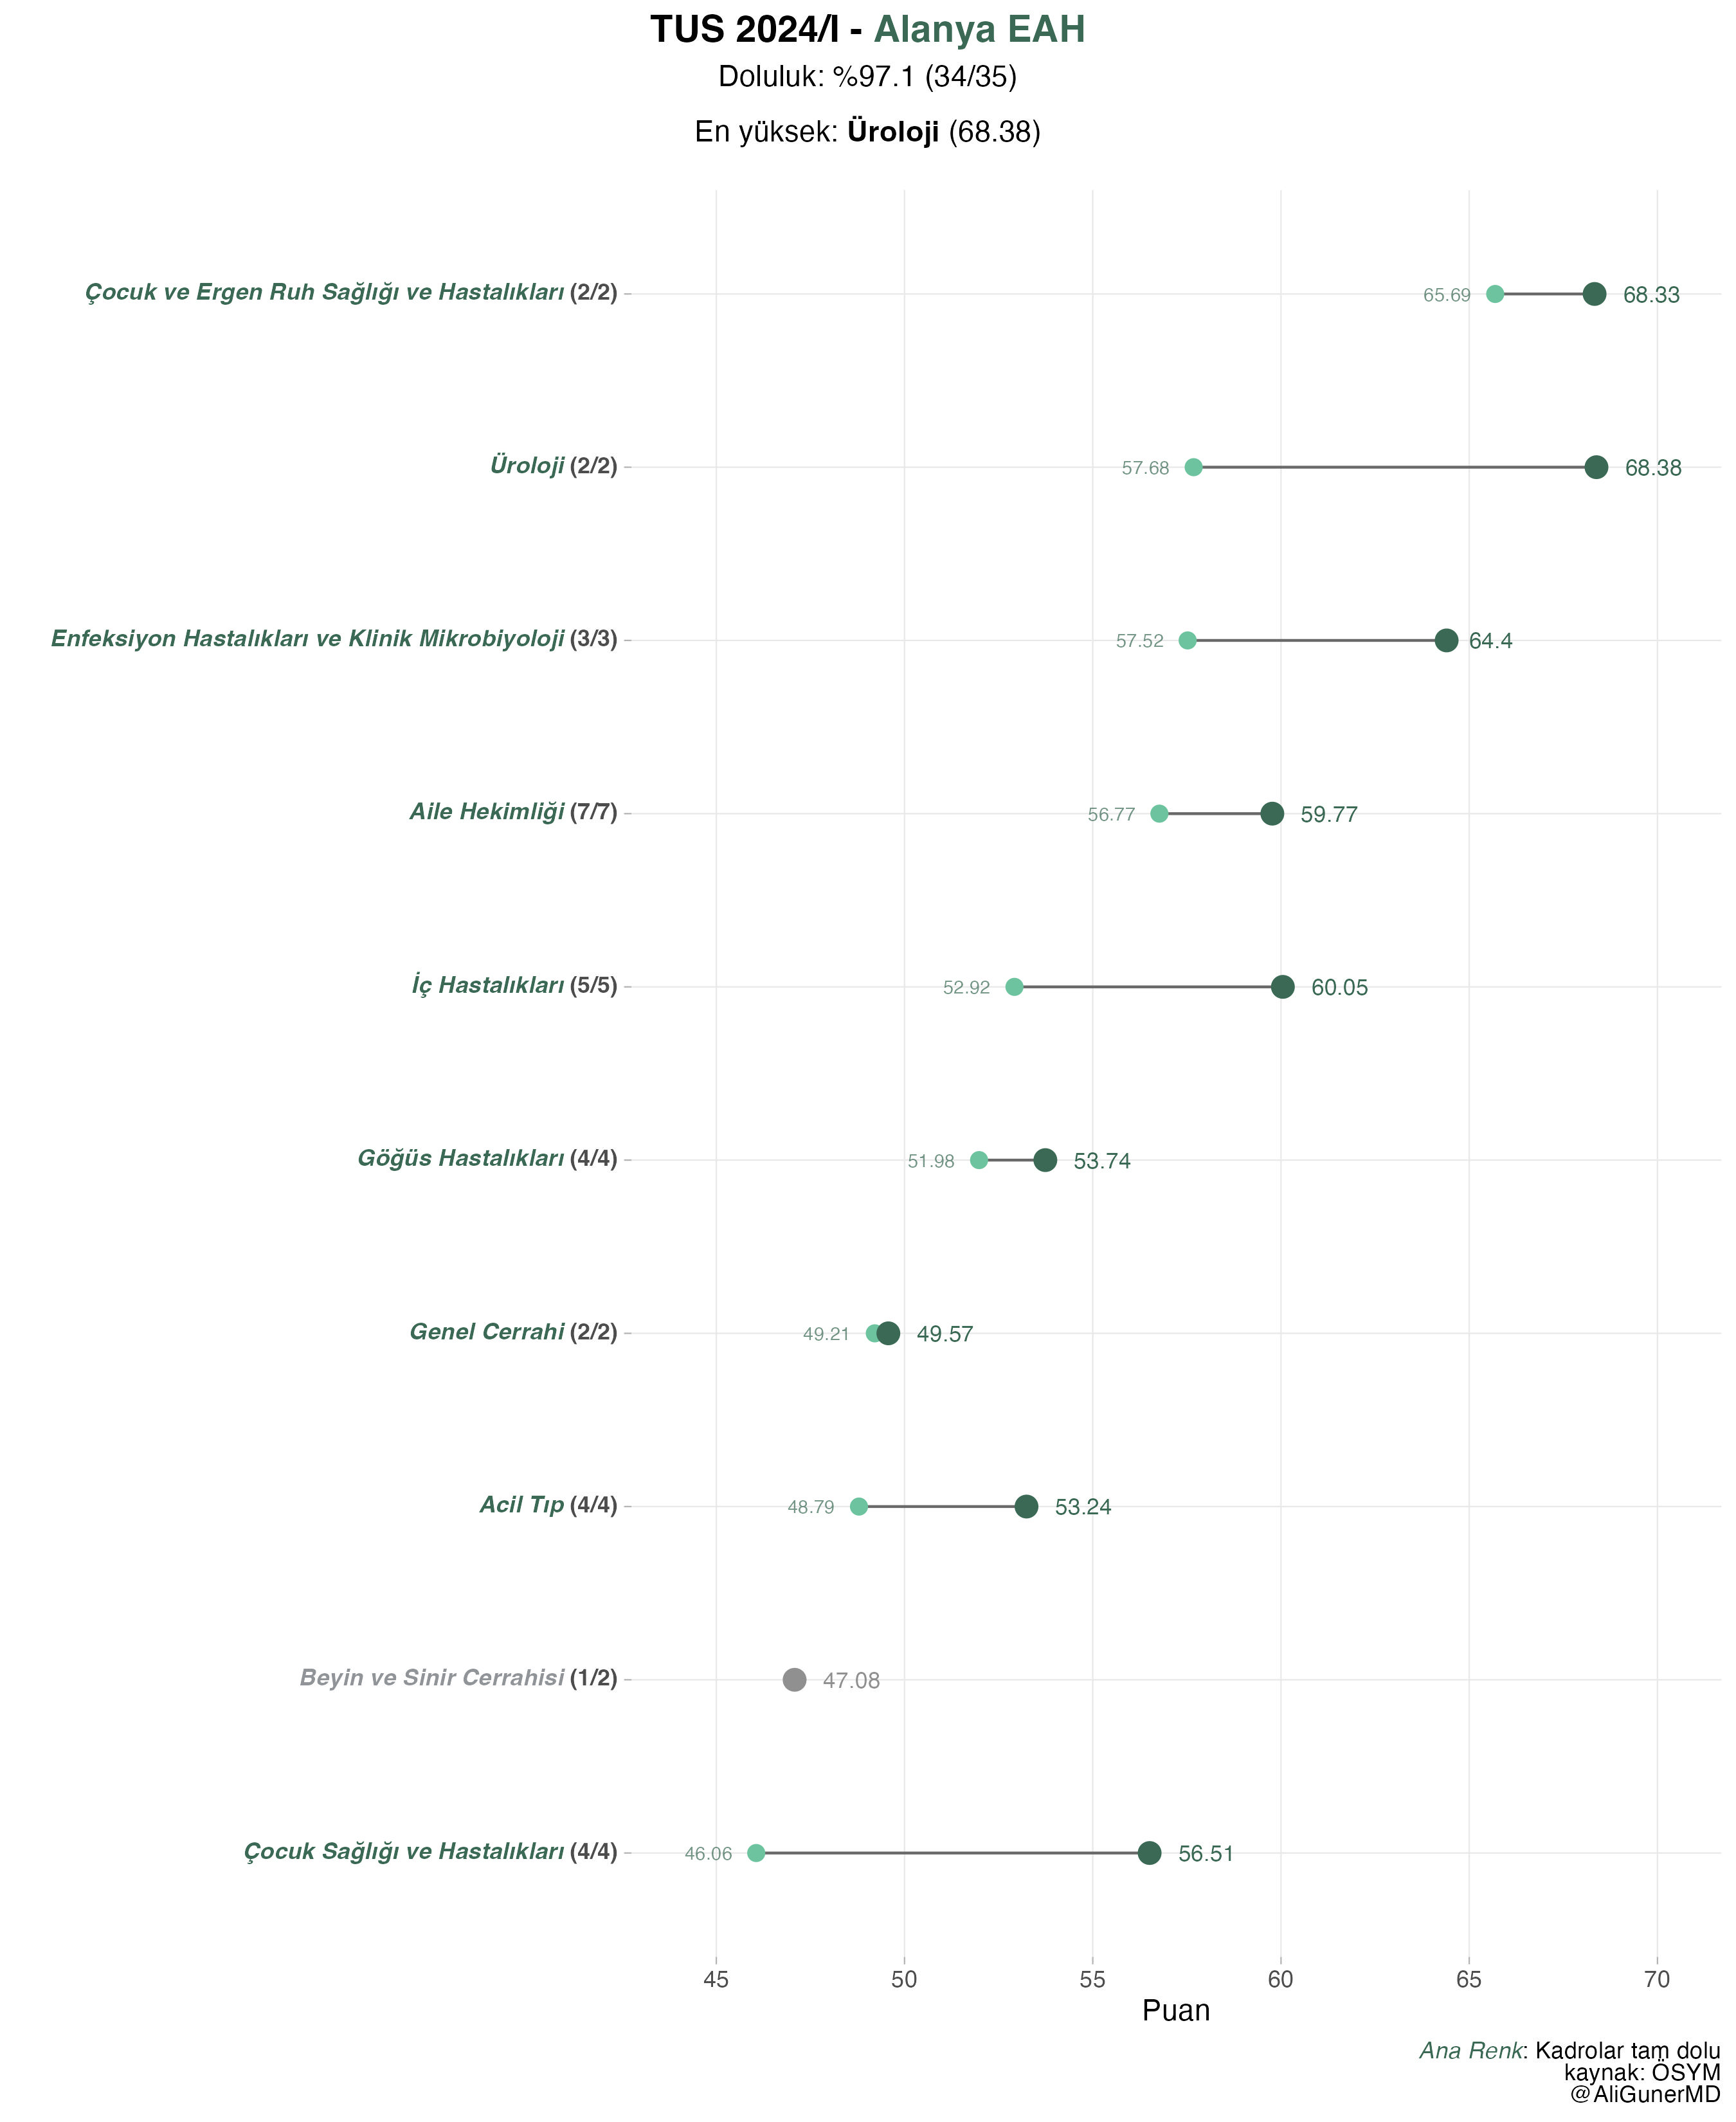 TUS 2024/I - Alanya EAH
Doluluk: %97.1 (34/35)
En yüksek: Üroloji (68.38)
Çocuk ve Ergen Ruh Sağlığı ve Hastalıkları (2/2) 65.69 68.33
Üroloji (2/2) 57.68 68.38
Enfeksiyon Hastalıkları ve Klinik Mikrobiyoloji (3/3) 57.52 64.4
Aile Hekimliği (7/7) 56.77 59.77
İç Hastalıkları (5/5) 52.92 60.05
Göğüs Hastalıkları (4/4) 51.98 53.74
Genel Cerrahi (2/2) 49.21 49.57
Acil Tıp (4/4) 48.79 53.24
Beyin ve Sinir Cerrahisi (1/2) 47.08
Çocuk Sağlığı ve Hastalıkları (4/4) 46.06 56.51
45 50 55 60 65 70
Puan
Ana Renk: Kadrolar tam dolu
kaynak: ÖSYM
@AliGunerMD